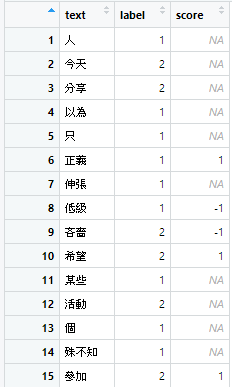 text label score
1 人 1 NA
2 今天 2 NA
3 分享 2 NA
4 以為 1 NA
5 只 1 NA
6 正義 1 1
7 伸張 1 NA
8 低級 1 -1
9 吝嗇 2 -1
10 希望 2 1
11 某些 1 NA
12 活動 2 NA
13 個 1 NA
14 殊不知 1 NA
15 參加 2 1